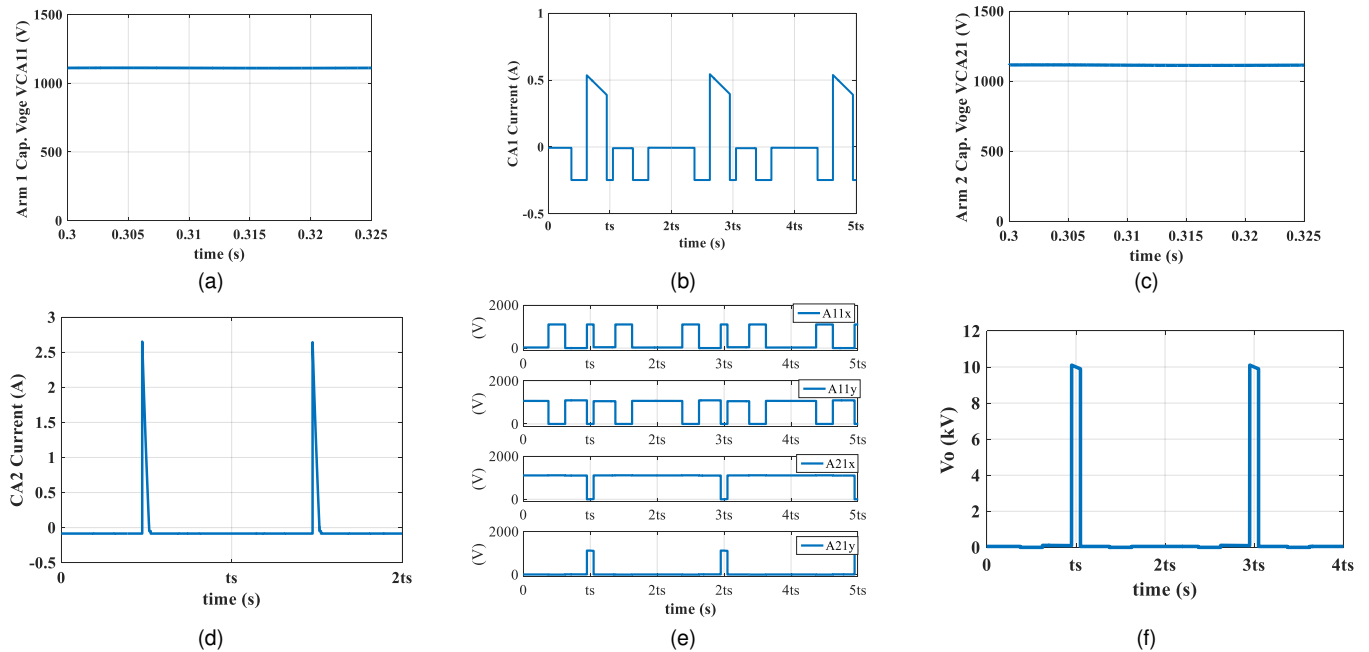 1500
1000
500
0
Arm 1 Cap. Voge VCA11 (V)
0.3 0.305 0.31 0.315 0.32 0.325
time (s)
(a)
1
0.5
0
-0.5
CA1 Current (A)
0 ts 2ts 3ts 4ts 5ts
time (s)
(b)
1500
1000
500
0
Arm 2 Cap. Voge VCA21 (V)
0.3 0.305 0.31 0.315 0.32 0.325
time (s)
(c)
3
2.5
2
1.5
1
0.5
0
-0.5
CA2 Current (A)
0 ts 2ts
time (s)
(d)
2000
0
(V)
A11x
0 ts 2ts 3ts 4ts 5ts
2000
0
(V)
A11y
0 ts 2ts 3ts 4ts 5ts
2000
0
(V)
A21x
0 ts 2ts 3ts 4ts 5ts
2000
0
(V)
A21y
0 ts 2ts 3ts 4ts 5ts
time (s)
(e)
12
10
8
6
4
2
0
Vo (kV)
0 ts 2ts 3ts 4ts
time (s)
(f)